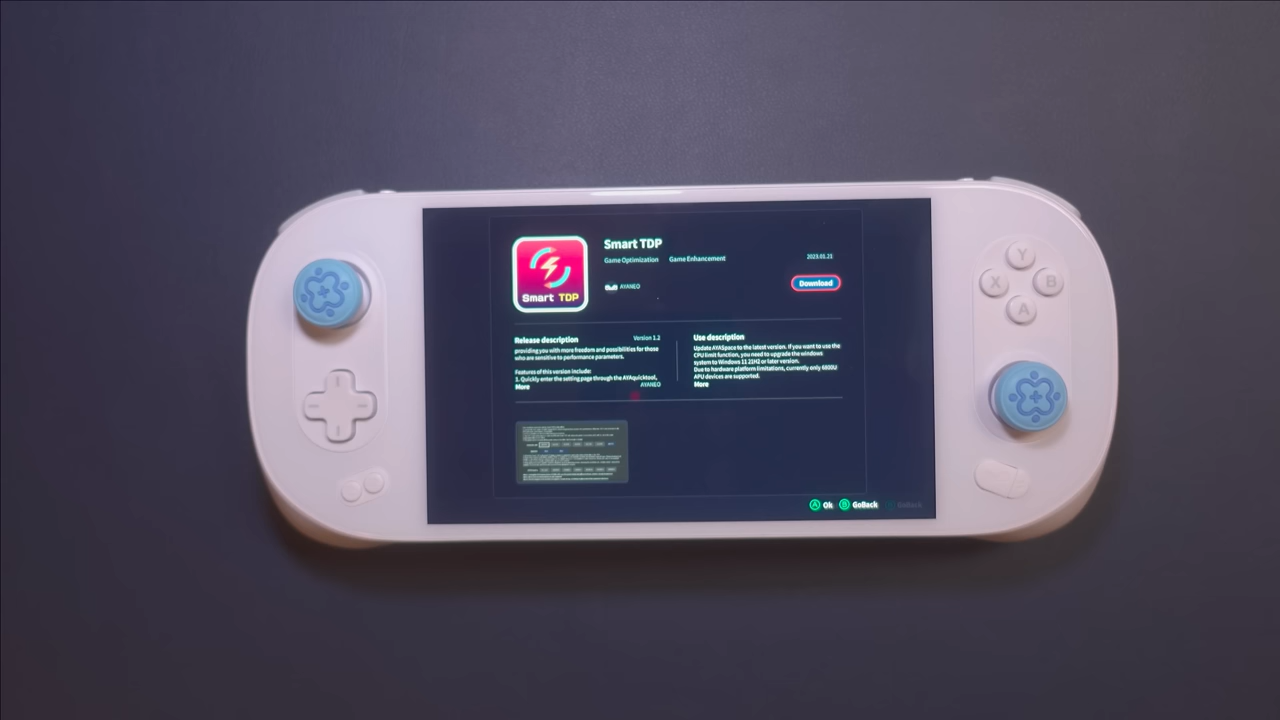 Smart TDP
Game Optimization Game Enhancement
2023.01.21
AYANEO
Download
Smart TDP
Release description
Version 1.2
providing you with more freedom and possibilities for those
who are sensitive to performance parameters.
Features of this version include:
1. Quickly enter the setting page through the AYAquicktool,
More
AYANEO
Use description
Update AYASpace to the latest version. If you want to use the
CPU limit function, you need to upgrade the windows
system to Windows 11 21H2 or later version.
Due to hardware platform limitations, currently only 6800U
APU devices are supported.
More
A Ok B GoBack GoBack
Y
X B
A